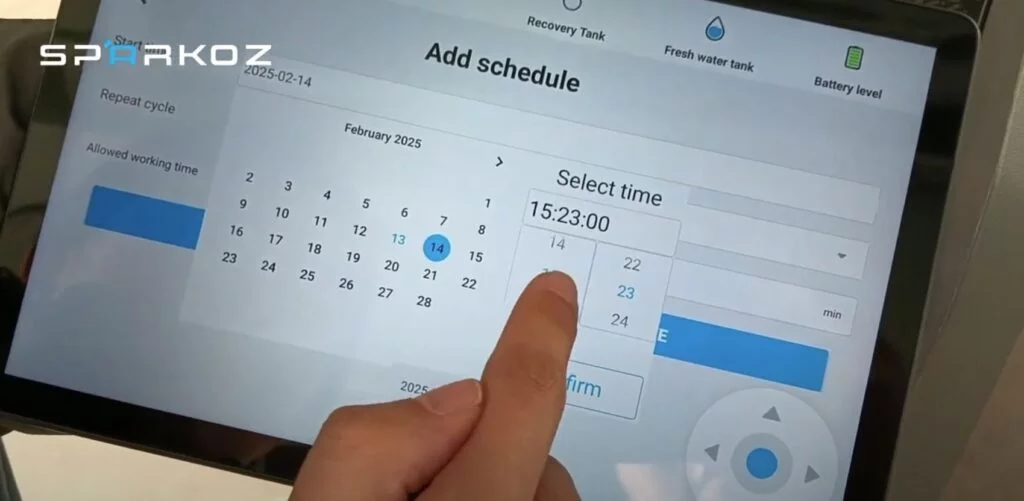 SPARKOZ
Recovery Tank
Fresh water tank
Battery level
Add schedule
Start
2025-02-14
Repeat cycle
Allowed working time
February 2025 >
1
2 3 4 5 6 7 8
9 10 11 12 13 14 15
16 17 18 19 20 21 22
23 24 25 26 27 28
Select time
15:23:00
14 22
23
24
min
E
firm
2025-